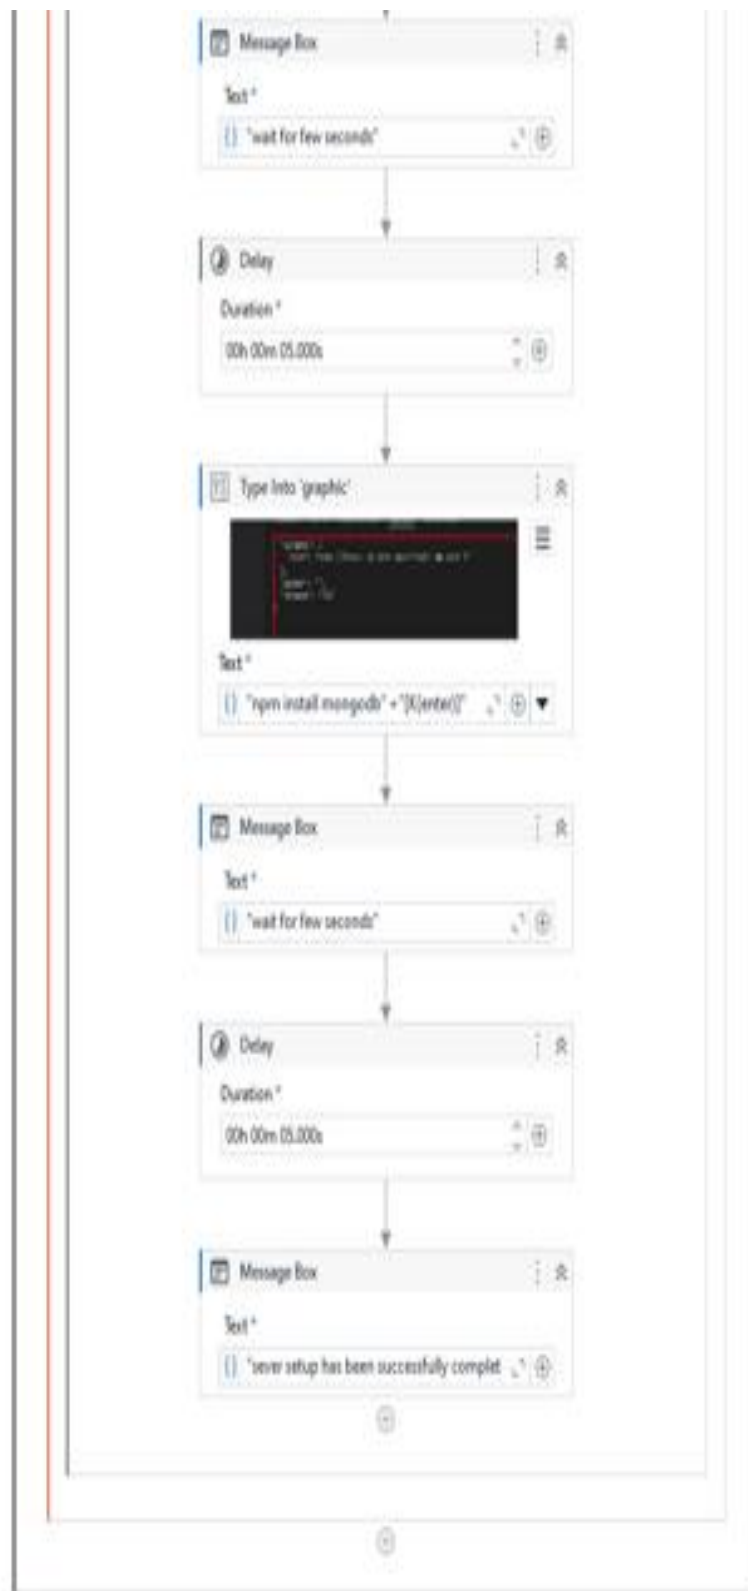 Message Box
Text *
"wait for few seconds"
Delay
Duration *
00h 00m 05.000s
Type Into 'graphic'
Text *
"npm install mongodb" + "[k(enter)]"
Message Box
Text *
"wait for few seconds"
Delay
Duration *
00h 00m 05.000s
Message Box
Text *
"sever setup has been successfully complet